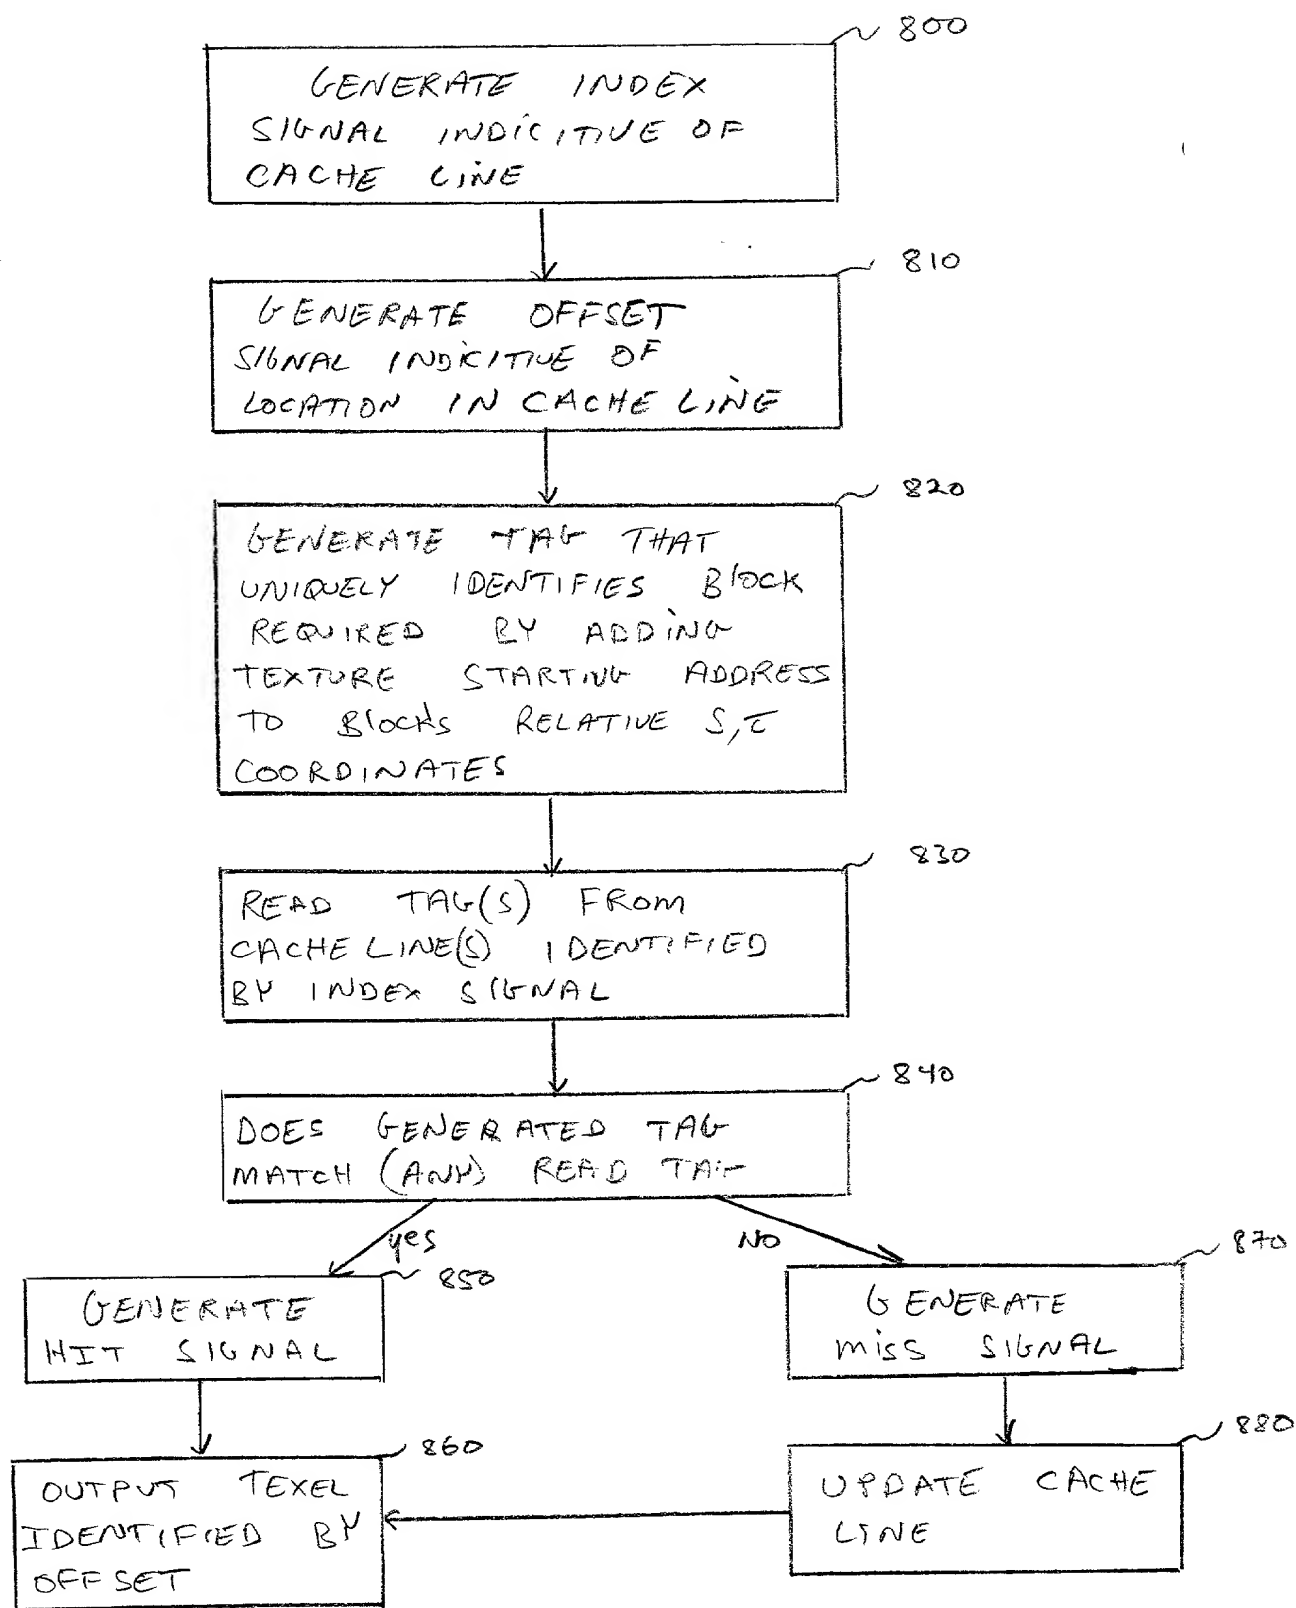 800
GENERATE INDEX
SIGNAL INDICITIVE OF
CACHE LINE
810
GENERATE OFFSET
SIGNAL INDICITIVE OF
LOCATION IN CACHE LINE
820
GENERATE TAG THAT
UNIQUELY IDENTIFIES BlOCK
REQUIRED BY ADDING
TEXTURE STARTING ADDRESS
TO Blocks RELATIVE S,T
COORDINATES
830
READ TAG(S) FROM
CACHE LINE(S) IDENTIFIED
BY INDEX SIGNAL
840
DOES GENERATED TAG
MATCH (ANY) READ TAG
yes
NO
850
GENERATE
HIT SIGNAL
870
GENERATE
MISS SIGNAL
860
OUTPUT TEXEL
IDENTIFIED BY
OFFSET
880
UPDATE CACHE
LINE